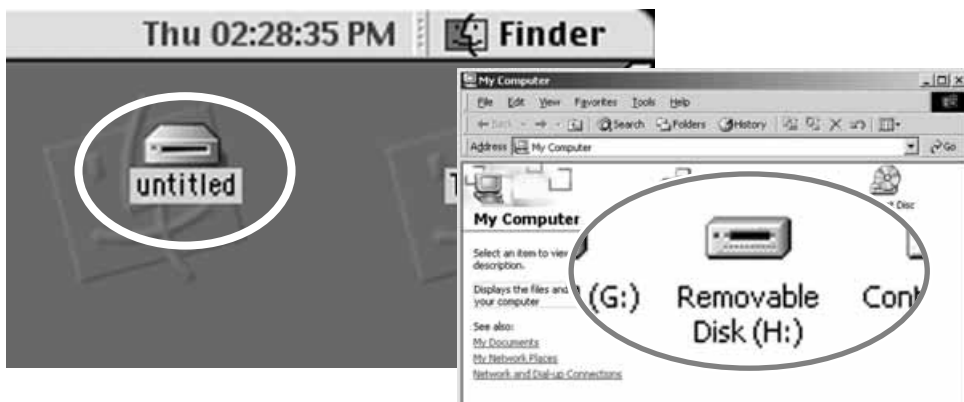 Thu 02:28:35 PM Finder
untitled
My Computer
File Edit View Favorites Tools Help
Back Search Folders History
Address My Computer Go
Disc
My Computer
Select an item to view
description.
Displays the files and
your computer
(G:) Removable Cont
Disk (H:)
See also:
My Documents
My Network Places
Network and Dial-up Connections